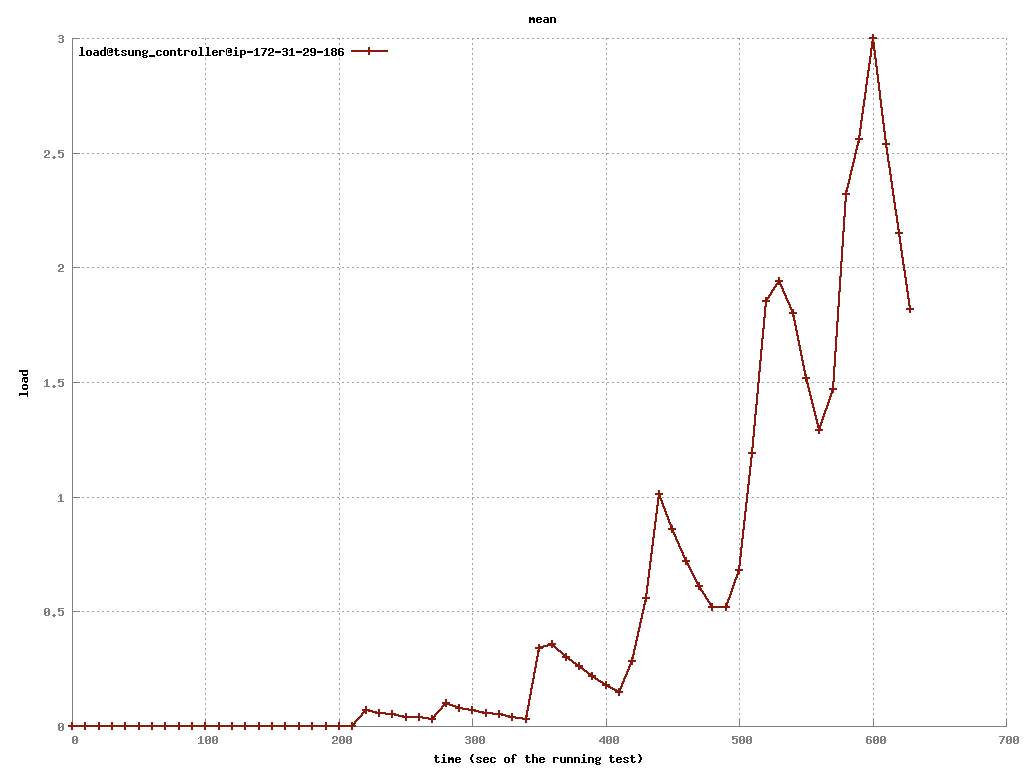 mean
load@tsung_controller@ip-172-31-29-186
3
2.5
2
1.5
1
0.5
0
load
0 100 200 300 400 500 600 700
time (sec of the running test)